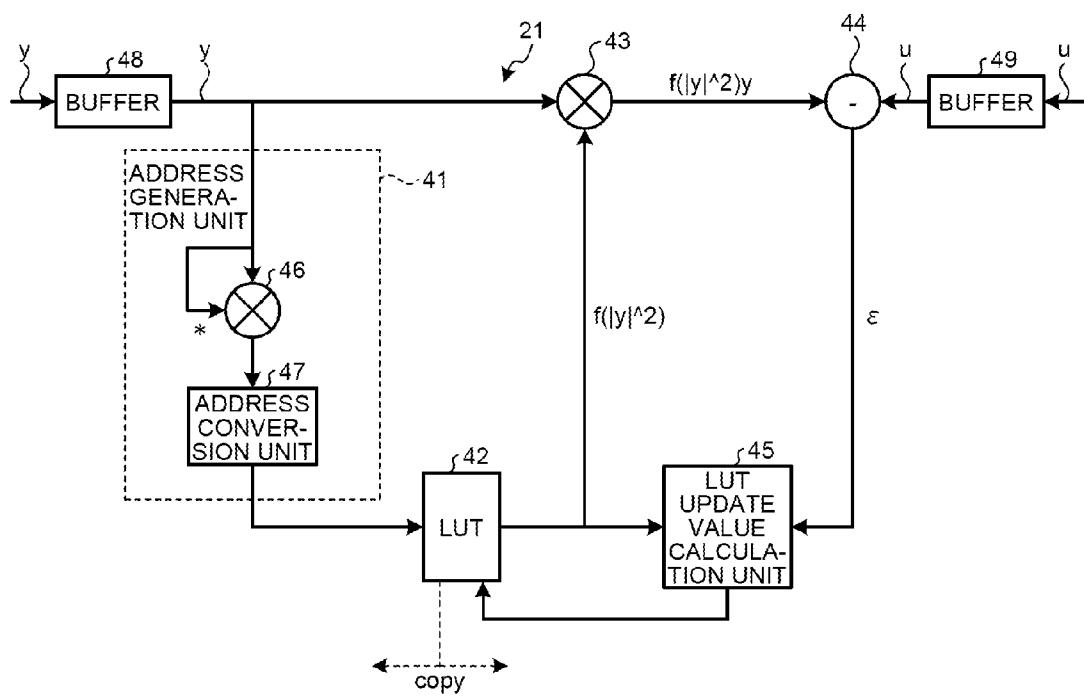 y
48
BUFFER
y
21
43
f(|y|^2)y
44
-
u
49
BUFFER
u
ADDRESS
GENERA-
TION UNIT
41
46
*
f(|y|^2)
ε
47
ADDRESS
CONVER-
SION UNIT
42
LUT
45
LUT
UPDATE
VALUE
CALCULA-
TION UNIT
copy